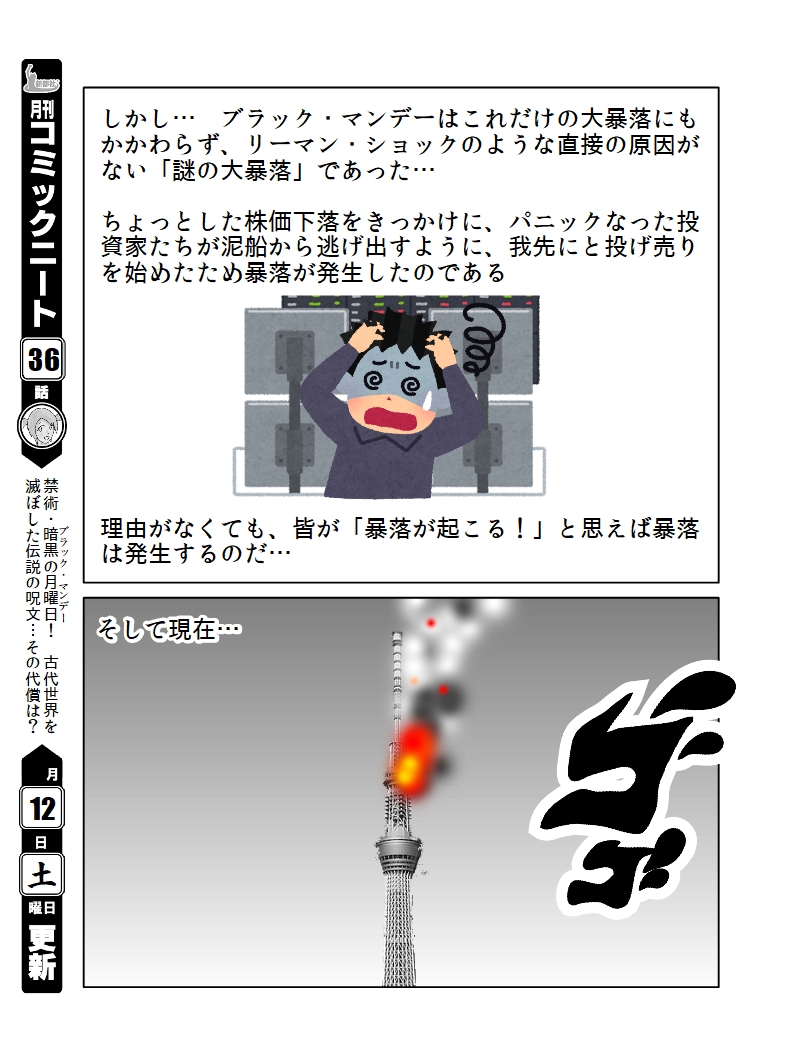 しかし…　ブラック・マンデーはこれだけの大暴落にも
かかわらず、リーマン・ショックのような直接の原因が
ない「謎の大暴落」であった…
ちょっとした株価下落をきっかけに、パニックなった投
資家たちが泥船から逃げ出すように、我先にと投げ売り
を始めたため暴落が発生したのである
理由がなくても、皆が「暴落が起こる！」と思えば暴落
は発生するのだ…
そして現在…
ゴゴ
新都社
月刊
コミックニート
36
話
禁術・暗黒の月曜日！　古代世界を
ブラック・マンデー
滅ぼした伝説の呪文…その代償は？
月
12
日
土
曜日
更新